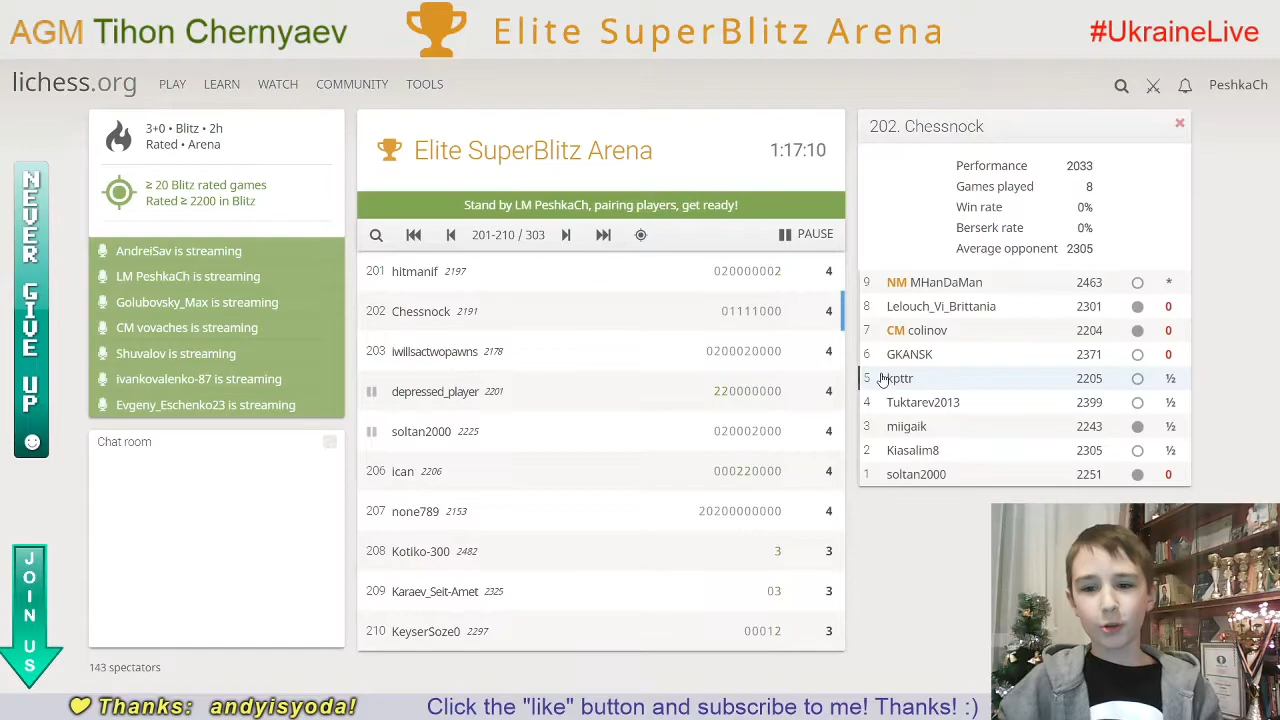 AGM Tihon Chernyaev
Elite SuperBlitz Arena
#UkraineLive
lichess.org
PLAY LEARN WATCH COMMUNITY TOOLS
PeshkaCh
3+0 • Blitz • 2h
Rated • Arena
≥ 20 Blitz rated games
Rated ≥ 2200 in Blitz
AndreiSav is streaming
LM PeshkaCh is streaming
Golubovsky_Max is streaming
CM vovaches is streaming
Shuvalov is streaming
ivankovalenko-87 is streaming
Evgeny_Eschenko23 is streaming
Chat room
143 spectators
NEVER GIVE UP
JOIN US
Elite SuperBlitz Arena 1:17:10
Stand by LM PeshkaCh, pairing players, get ready!
201-210 / 303 PAUSE
201 hitmanif 2197 020000002 4
202 Chessnock 2191 01111000 4
203 iwillsactwopawns 2178 0200020000 4
depressed_player 2201 220000000 4
soltan2000 2225 020002000 4
206 ican 2206 000220000 4
207 none789 2153 20200000000 4
208 Kotiko-300 2482 3 3
209 Karaev_Seit-Amet 2325 03 3
210 KeyserSoze0 2297 00012 3
202. Chessnock
Performance 2033
Games played 8
Win rate 0%
Berserk rate 0%
Average opponent 2305
9 NM MHanDaMan 2463 *
8 Lelouch_Vi_Brittania 2301 0
7 CM colinov 2204 0
6 GKANSK 2371 0
5 kpttr 2205 ½
4 Tuktarev2013 2399 ½
3 miigaik 2243 ½
2 Kiasalim8 2305 ½
1 soltan2000 2251 0
Thanks: andyisyoda!
Click the "like" button and subscribe to me! Thanks! :)